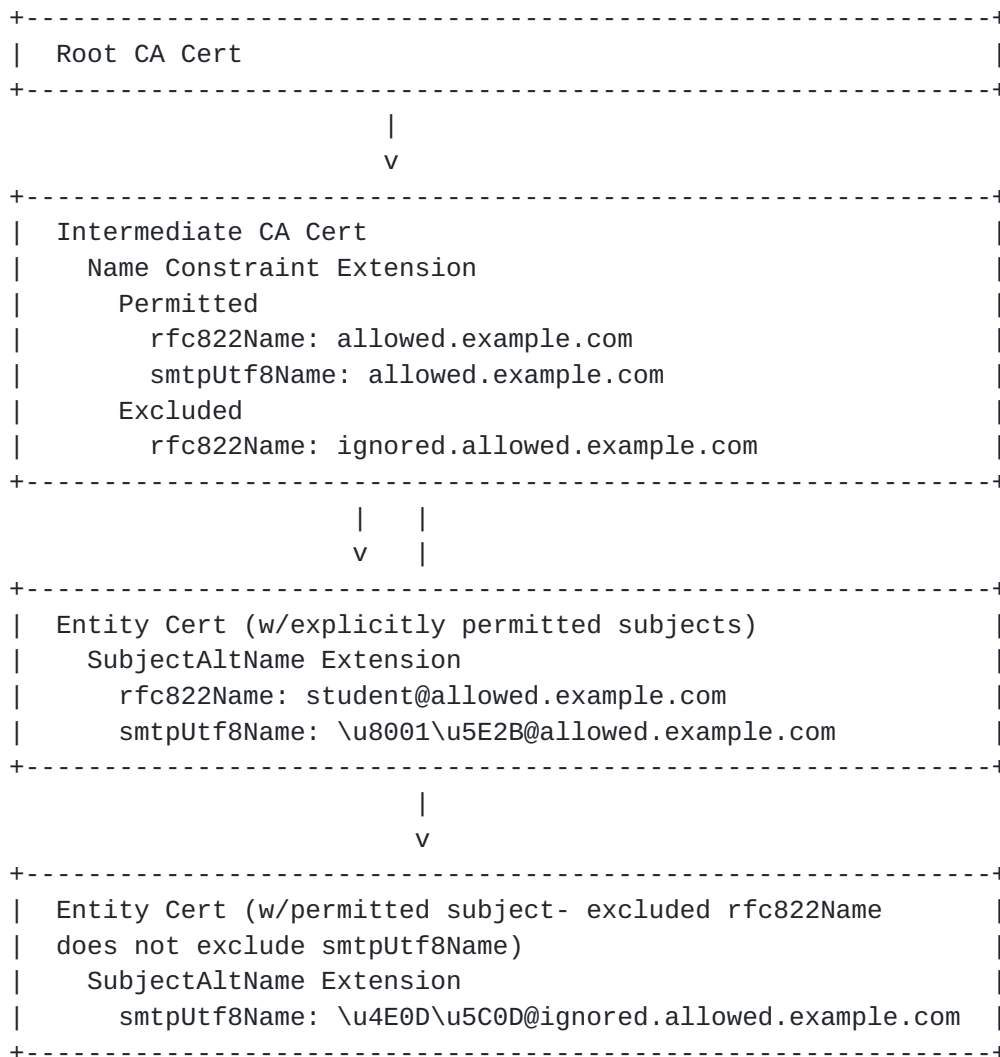 +---------------------------------------------------------------+
|  Root CA Cert                                                 |
+---------------------------------------------------------------+
                        |
                        v
+---------------------------------------------------------------+
|  Intermediate CA Cert                                         |
|    Name Constraint Extension                                  |
|      Permitted                                                |
|        rfc822Name: allowed.example.com                        |
|        smtpUtf8Name: allowed.example.com                      |
|      Excluded                                                 |
|        rfc822Name: ignored.allowed.example.com                |
+---------------------------------------------------------------+
                      |   |
                      v   |
+---------------------------------------------------------------+
|  Entity Cert (w/explicitly permitted subjects)                |
|    SubjectAltName Extension                                   |
|      rfc822Name: student@allowed.example.com                  |
|      smtpUtf8Name: \u8001\u5E2B@allowed.example.com           |
+---------------------------------------------------------------+
                          |
                          v
+---------------------------------------------------------------+
|  Entity Cert (w/permitted subject- excluded rfc822Name        |
|  does not exclude smtpUtf8Name)                               |
|    SubjectAltName Extension                                   |
|      smtpUtf8Name: \u4E0D\u5C0D@ignored.allowed.example.com   |
+---------------------------------------------------------------+